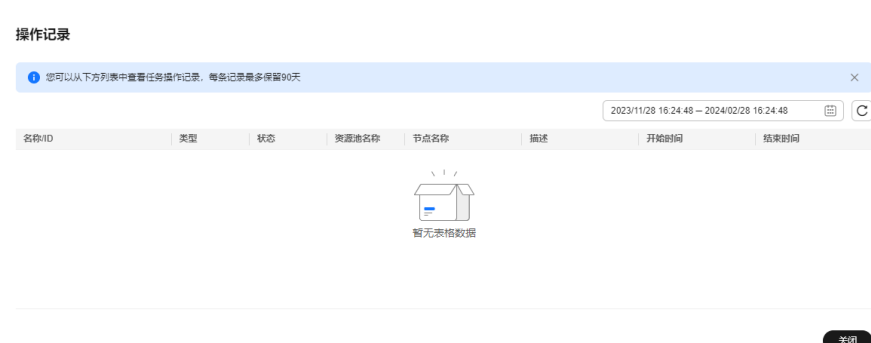 操作记录
您可以从下方列表中查看任务操作记录，每条记录最多保留90天
2023/11/28 16:24:48 — 2024/02/28 16:24:48
名称/ID 类型 状态 资源池名称 节点名称 描述 开始时间 结束时间
暂无表格数据
关闭